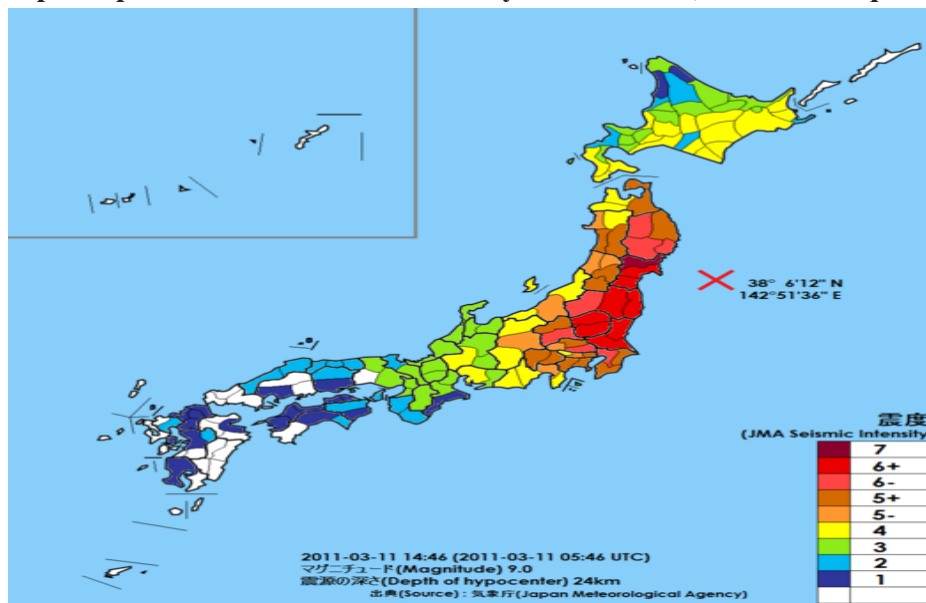 38° 6'12" N
142°51'36" E
震度
(JMA Seismic Intensity
7
6+
6-
5+
5-
4
3
2
1
2011-03-11 14:46 (2011-03-11 05:46 UTC)
マグニチュード(Magnitude) 9.0
震源の深さ(Depth of hypocenter) 24km
出典(Source) : 気象庁(Japan Meteorological Agency)